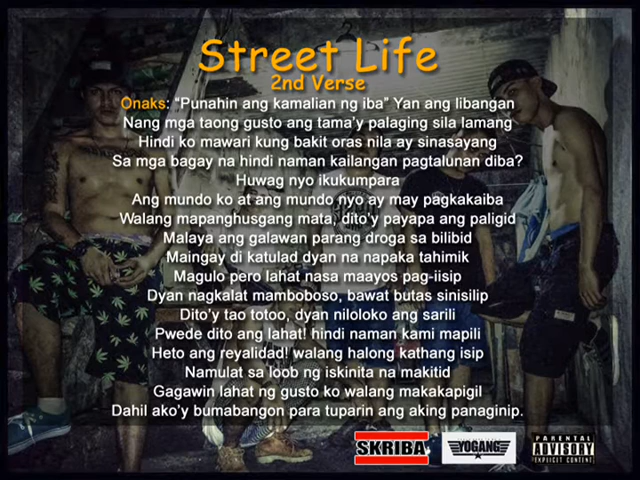 Street Life
2nd Verse
Onaks: “Punahin ang kamalian ng iba” Yan ang libangan
Nang mga taong gusto ang tama’y palaging sila lamang
Hindi ko mawari kung bakit oras nila ay sinasayang
Sa mga bagay na hindi naman kailangan pagtalunan diba?
Huwag nyo ikukumpara
Ang mundo ko at ang mundo nyo ay may pagkakaiba
Walang mapanghusgang mata, dito’y payapa ang paligid
Malaya ang galawan parang droga sa bilibid
Maingay di katulad dyan na napaka tahimik
Magulo pero lahat nasa maayos pag-iisip
Dyan nagkalat mamboboso, bawat butas sinisilip
Dito’y tao totoo, dyan niloloko ang sarili
Pwede dito ang lahat! hindi naman kami mapili
Heto ang reyalidad! walang halong kathang isip
Namulat sa loob ng iskinita na makitid
Gagawin lahat ng gusto ko walang makakapigil
Dahil ako’y bumabangon para tuparin ang aking panaginip.
SKRIBA
YOGANG
PARENTAL
ADVISORY
EXPLICIT CONTENT